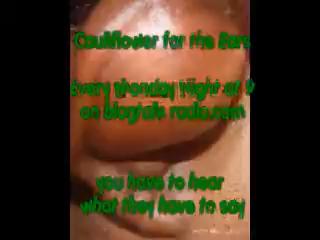 Cauliflower for the Ears
Every Monday Night at 9
on blogtalk radio.com
you have to hear
what they have to say